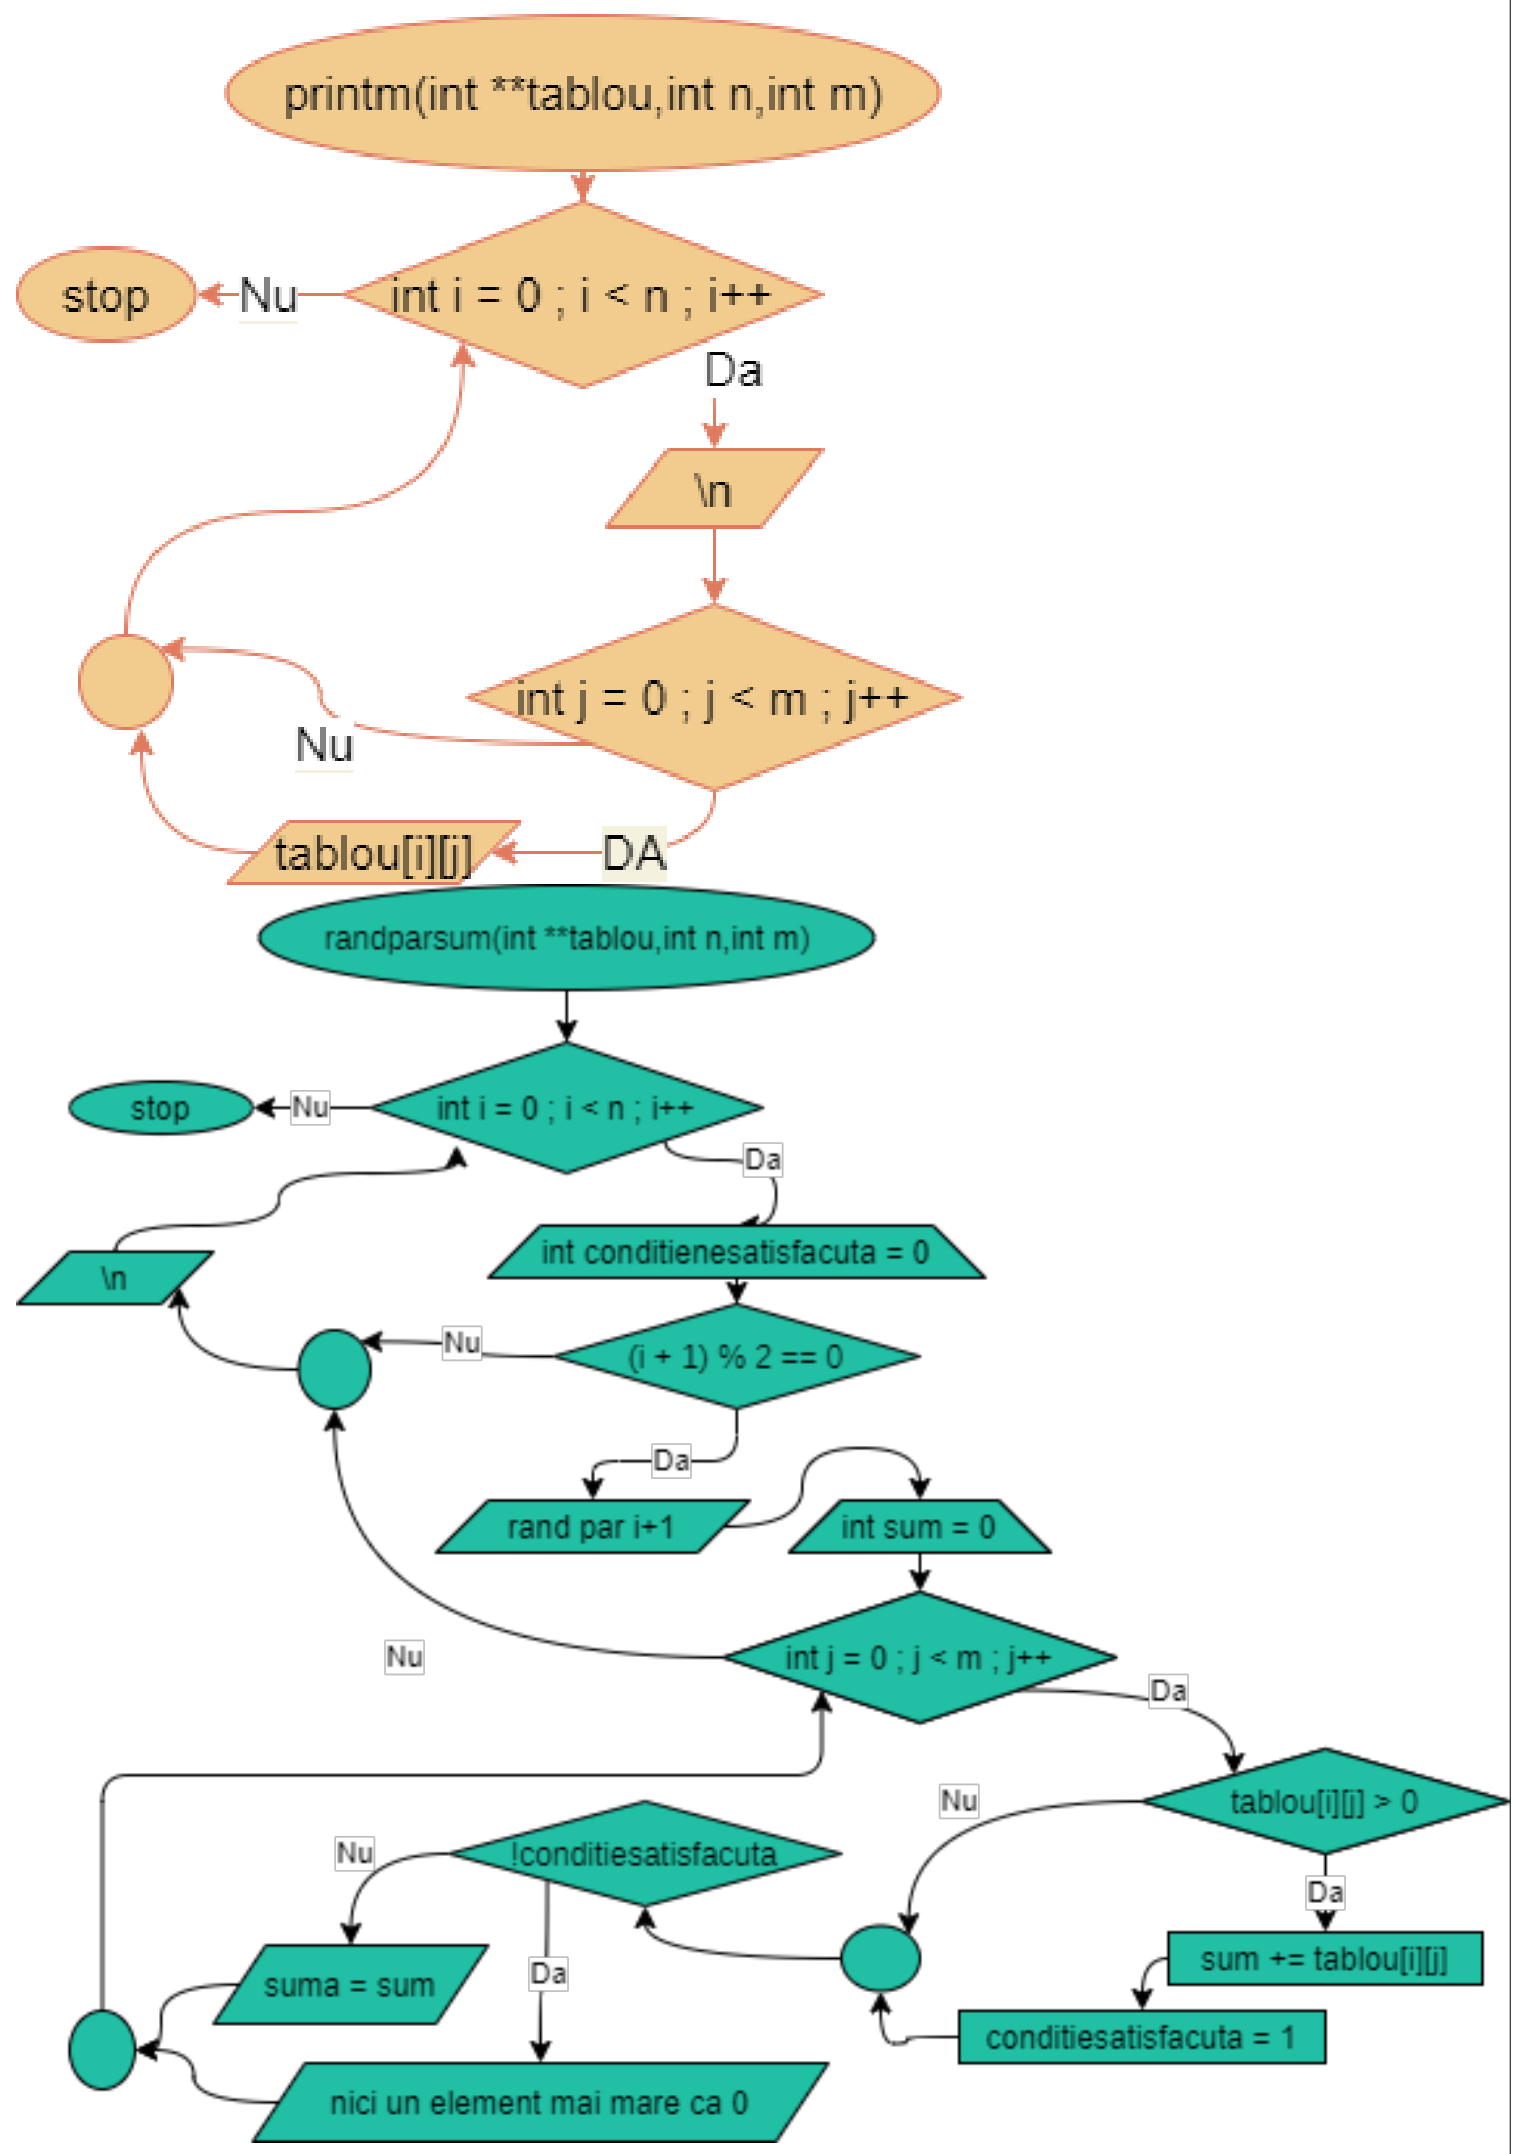 printm(int **tablou,int n,int m)
int i = 0 ; i < n ; i++
Nu
stop
Da
\n
int j = 0 ; j < m ; j++
Nu
DA
tablou[i][j]
randparsum(int **tablou,int n,int m)
int i = 0 ; i < n ; i++
Nu
stop
Da
int conditienesatisfacuta = 0
\n
(i + 1) % 2 == 0
Nu
Da
rand par i+1
int sum = 0
int j = 0 ; j < m ; j++
Nu
Da
tablou[i][j] > 0
Nu
Da
!conditiesatisfacuta
Nu
sum += tablou[i][j]
suma = sum
Da
conditiesatisfacuta = 1
nici un element mai mare ca 0